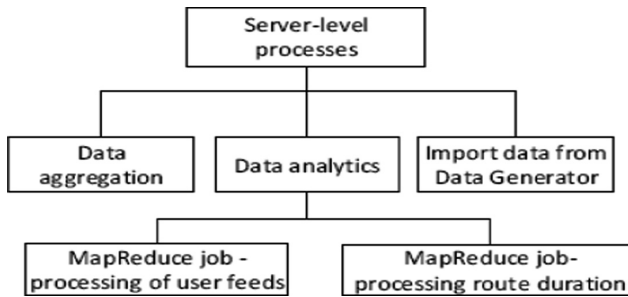 Server-level
processes
Data
aggregation
Data analytics
Import data from
Data Generator
MapReduce job -
processing of user feeds
MapReduce job-
processing route duration